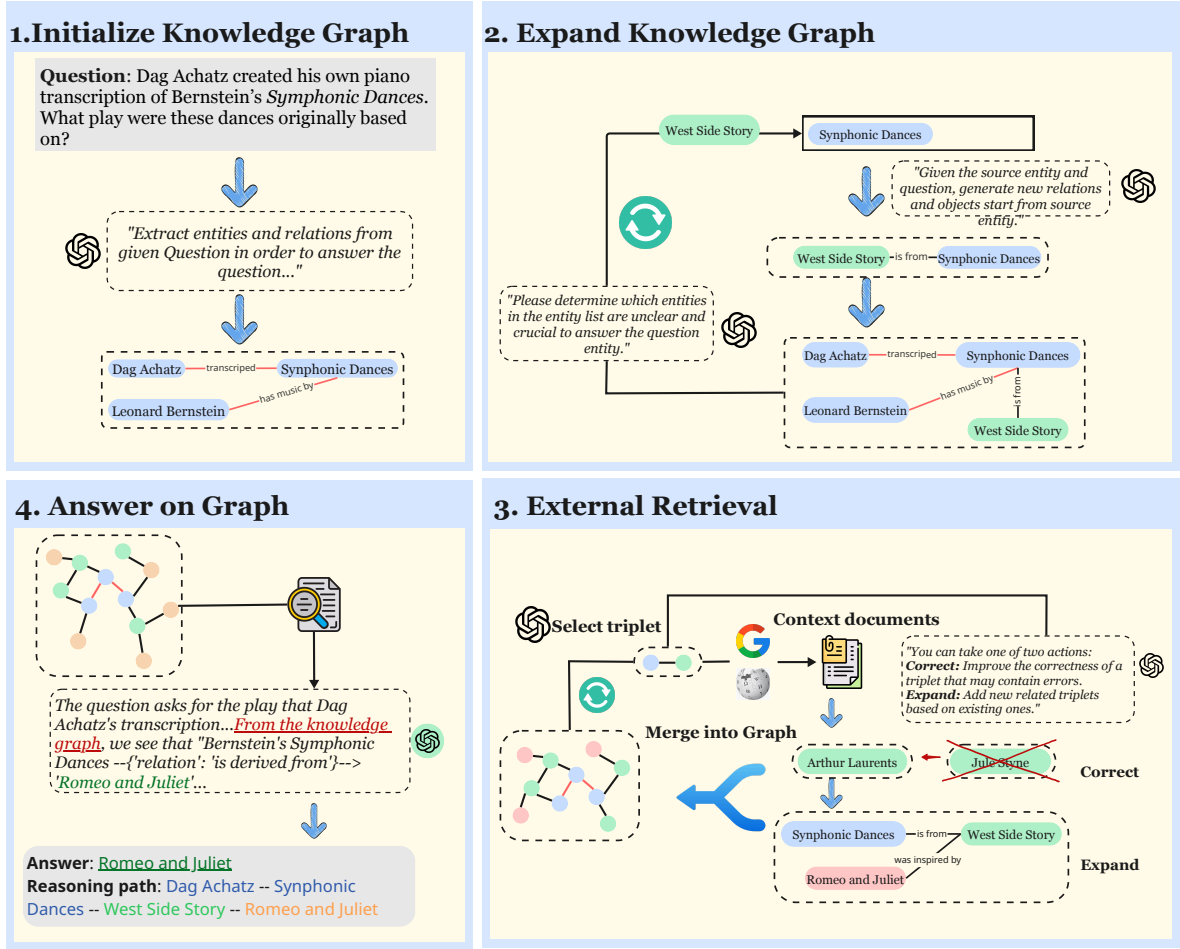 1.Initialize Knowledge Graph
Question: Dag Achatz created his own piano
transcription of Bernstein's Symphonic Dances.
What play were these dances originally based
on?
"Extract entities and relations from
given Question in order to answer the
question..."
Dag Achatz
transcriped
Synphonic Dances
has music by
Leonard Bernstein
2. Expand Knowledge Graph
West Side Story
Synphonic Dances
"Given the source entity and
question, generate new relations
and objects start from source
entity."
West Side Story
is from
Synphonic Dances
"Please determine which entities
in the entity list are unclear and
crucial to answer the question
entity."
Dag Achatz
transcriped
Synphonic Dances
has music by
is from
Leonard Bernstein
West Side Story
4. Answer on Graph
The question asks for the play that Dag
Achatz's transcription...From the knowledge
graph, we see that "Bernstein's Symphonic
Dances --{'relation': 'is derived from'}-->
'Romeo and Juliet'...
Answer: Romeo and Juliet
Reasoning path: Dag Achatz -- Synphonic
Dances -- West Side Story -- Romeo and Juliet
3. External Retrieval
Select triplet
Context documents
"You can take one of two actions:
Correct: Improve the correctness of a
triplet that may contain errors.
Expand: Add new related triplets
based on existing ones."
Merge into Graph
Arthur Laurents
Jule Styne
Correct
Synphonic Dances
is from
West Side Story
was inspired by
Romeo and Juliet
Expand